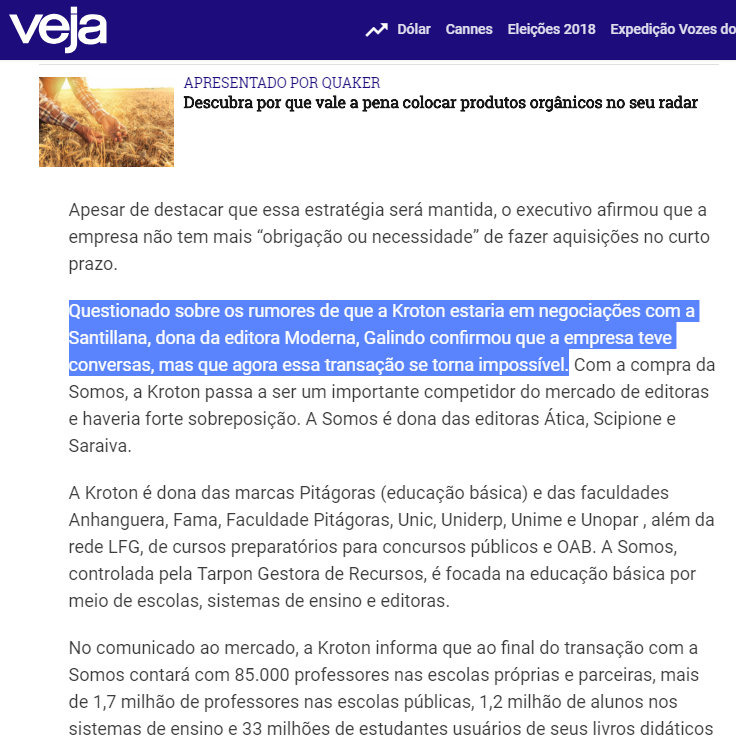 veja
Dólar Cannes Eleições 2018 Expedição Vozes do
APRESENTADO POR QUAKER
Descubra por que vale a pena colocar produtos orgânicos no seu radar
Apesar de destacar que essa estratégia será mantida, o executivo afirmou que a
empresa não tem mais “obrigação ou necessidade” de fazer aquisições no curto
prazo.
Questionado sobre os rumores de que a Kroton estaria em negociações com a
Santillana, dona da editora Moderna, Galindo confirmou que a empresa teve
conversas, mas que agora essa transação se torna impossível. Com a compra da
Somos, a Kroton passa a ser um importante competidor do mercado de editoras
e haveria forte sobreposição. A Somos é dona das editoras Ática, Scipione e
Saraiva.
A Kroton é dona das marcas Pitágoras (educação básica) e das faculdades
Anhanguera, Fama, Faculdade Pitágoras, Unic, Uniderp, Unime e Unopar , além da
rede LFG, de cursos preparatórios para concursos públicos e OAB. A Somos,
controlada pela Tarpon Gestora de Recursos, é focada na educação básica por
meio de escolas, sistemas de ensino e editoras.
No comunicado ao mercado, a Kroton informa que ao final do transação com a
Somos contará com 85.000 professores nas escolas próprias e parceiras, mais
de 1,7 milhão de professores nas escolas públicas, 1,2 milhão de alunos nos
sistemas de ensino e 33 milhões de estudantes usuários de seus livros didáticos